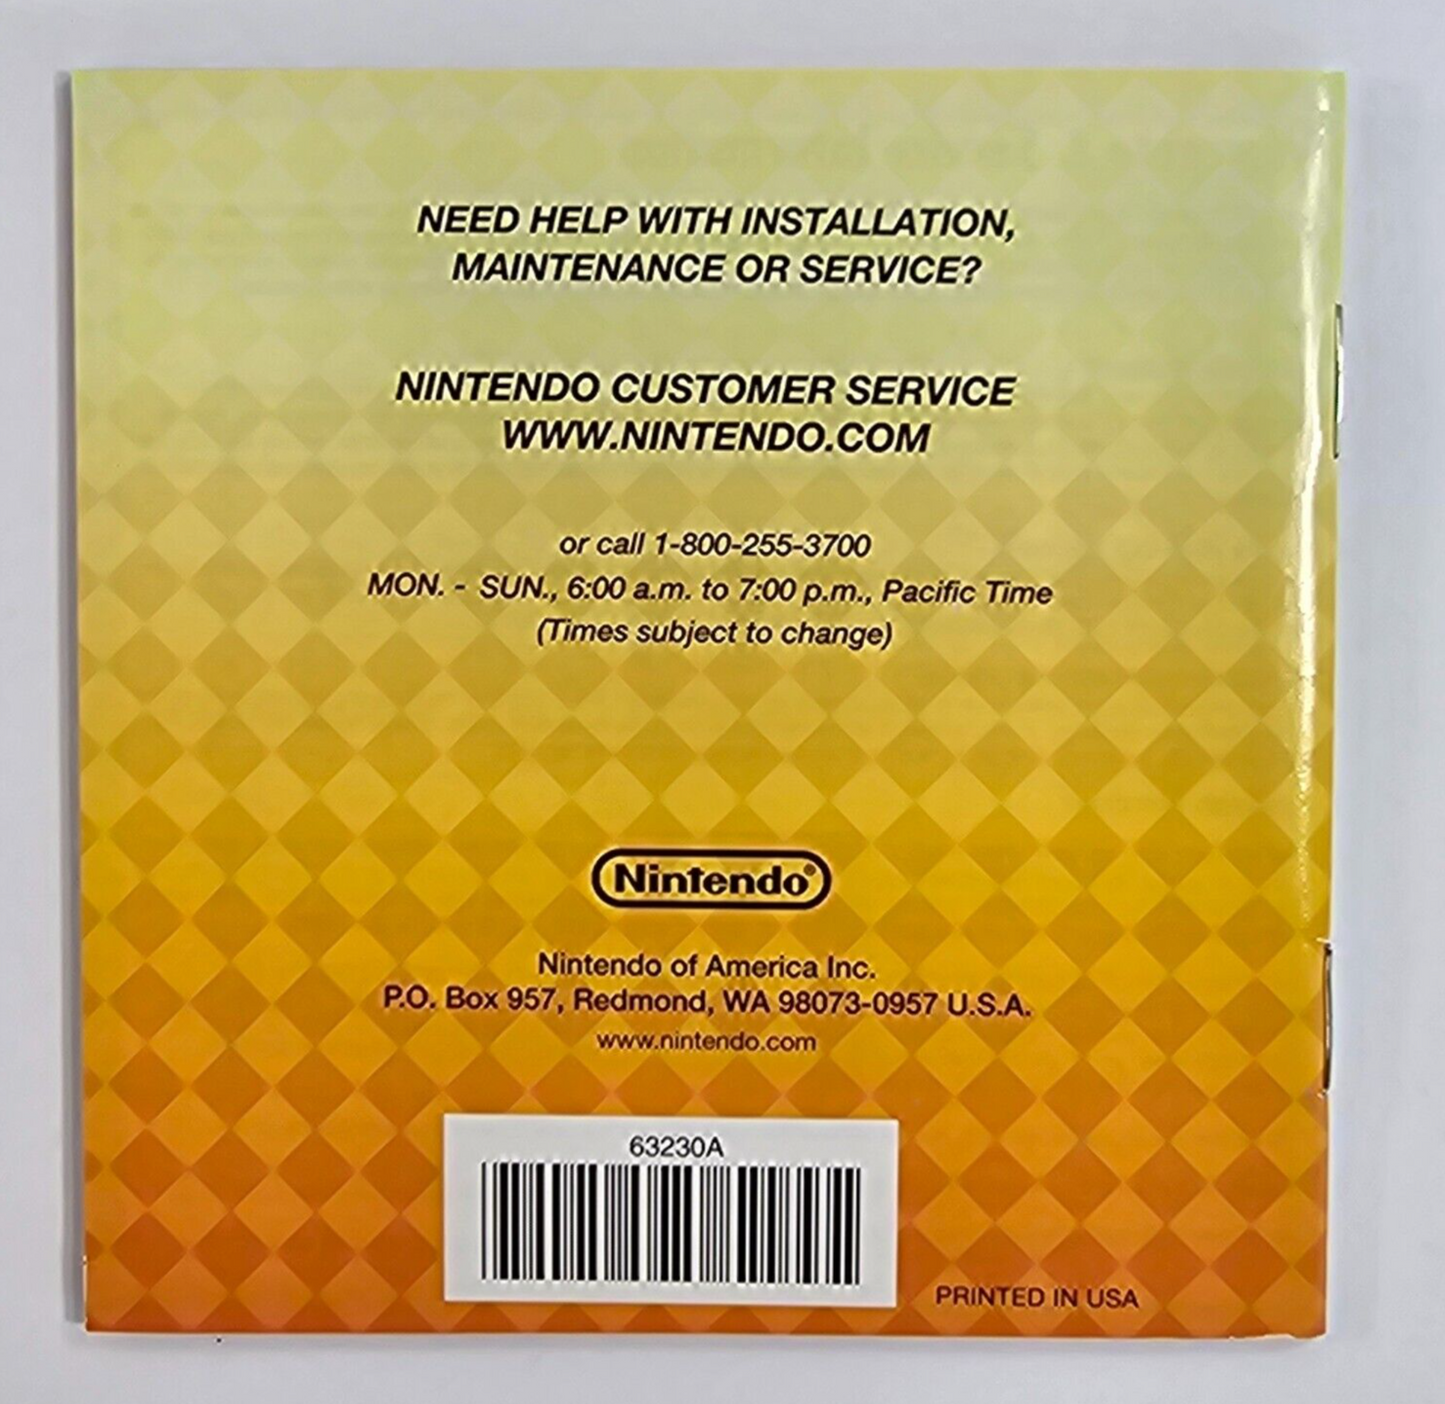 NEED HELP WITH INSTALLATION,
MAINTENANCE OR SERVICE?
NINTENDO CUSTOMER SERVICE
WWW.NINTENDO.COM
or call 1-800-255-3700
MON. - SUN., 6:00 a.m. to 7:00 p.m., Pacific Time
(Times subject to change)
Nintendo®
Nintendo of America Inc.
P.O. Box 957, Redmond, WA 98073-0957 U.S.A.
www.nintendo.com
63230A
PRINTED IN USA